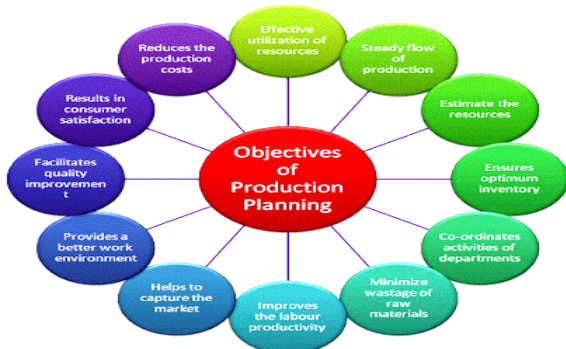 Objectives
of
Production
Planning
Effective
utilization of
resources
Steady flow
of
production
Estimate the
resources
Ensures
optimum
inventory
Co-ordinates
activities of
departments
Minimize
wastage of
raw
materials
Improves
the labour
productivity
Helps to
capture the
market
Provides a
better work
environment
Facilitates
quality
improvemen
t
Results in
consumer
satisfaction
Reduces the
production
costs